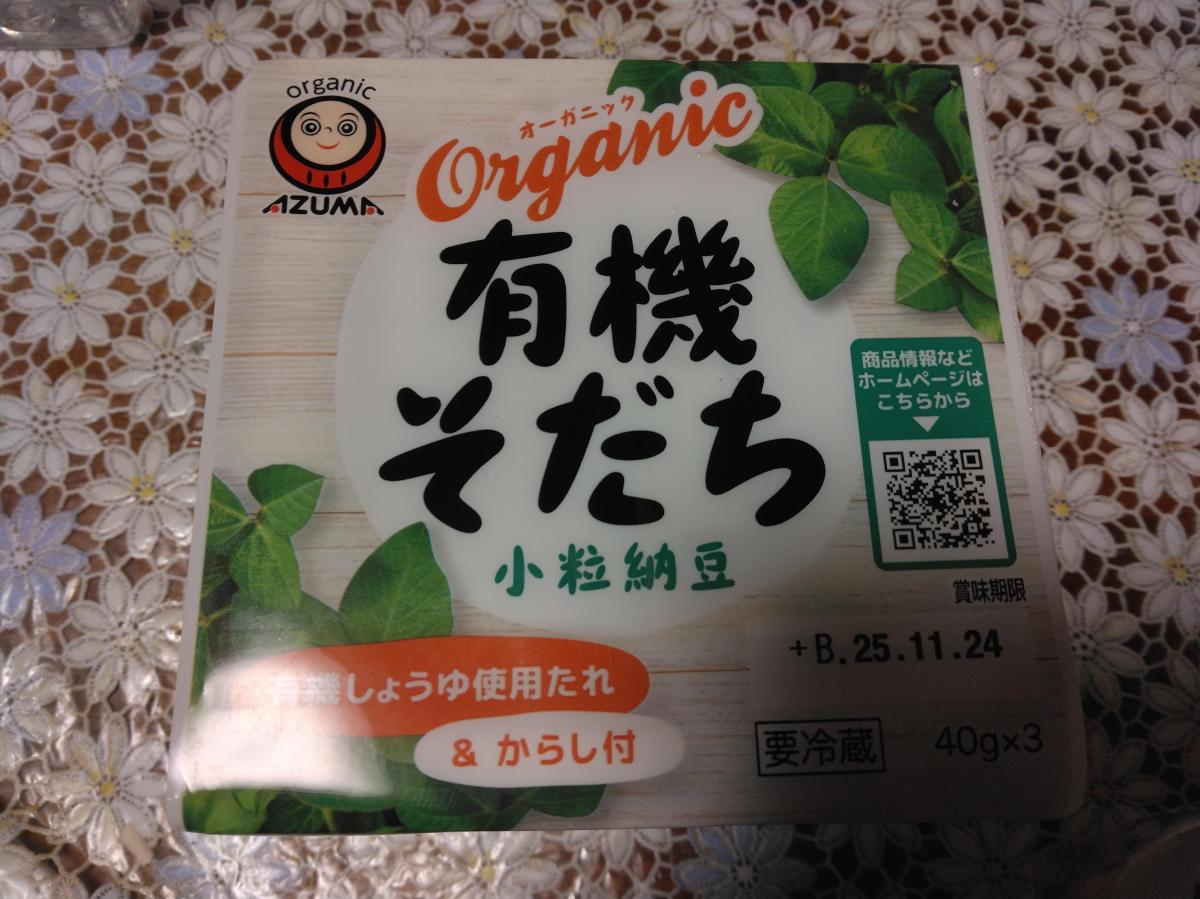 organic
AZUMA
オーガニック
Organic
有機
そだち
小粒納豆
商品情報など
ホームページは
こちらから
賞味期限
+B.25.11.24
有機しょうゆ使用たれ
& からし付
要冷蔵
40g×3